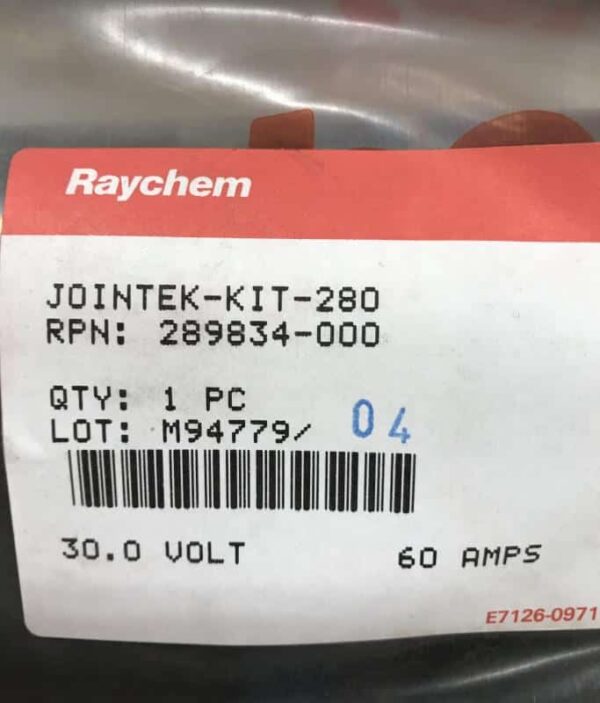 Raychem
JOINTEK-KIT-280
RPN: 289834-000
QTY: 1 PC
LOT: M94779/ 04
30.0 VOLT
60 AMPS
E7126-0971